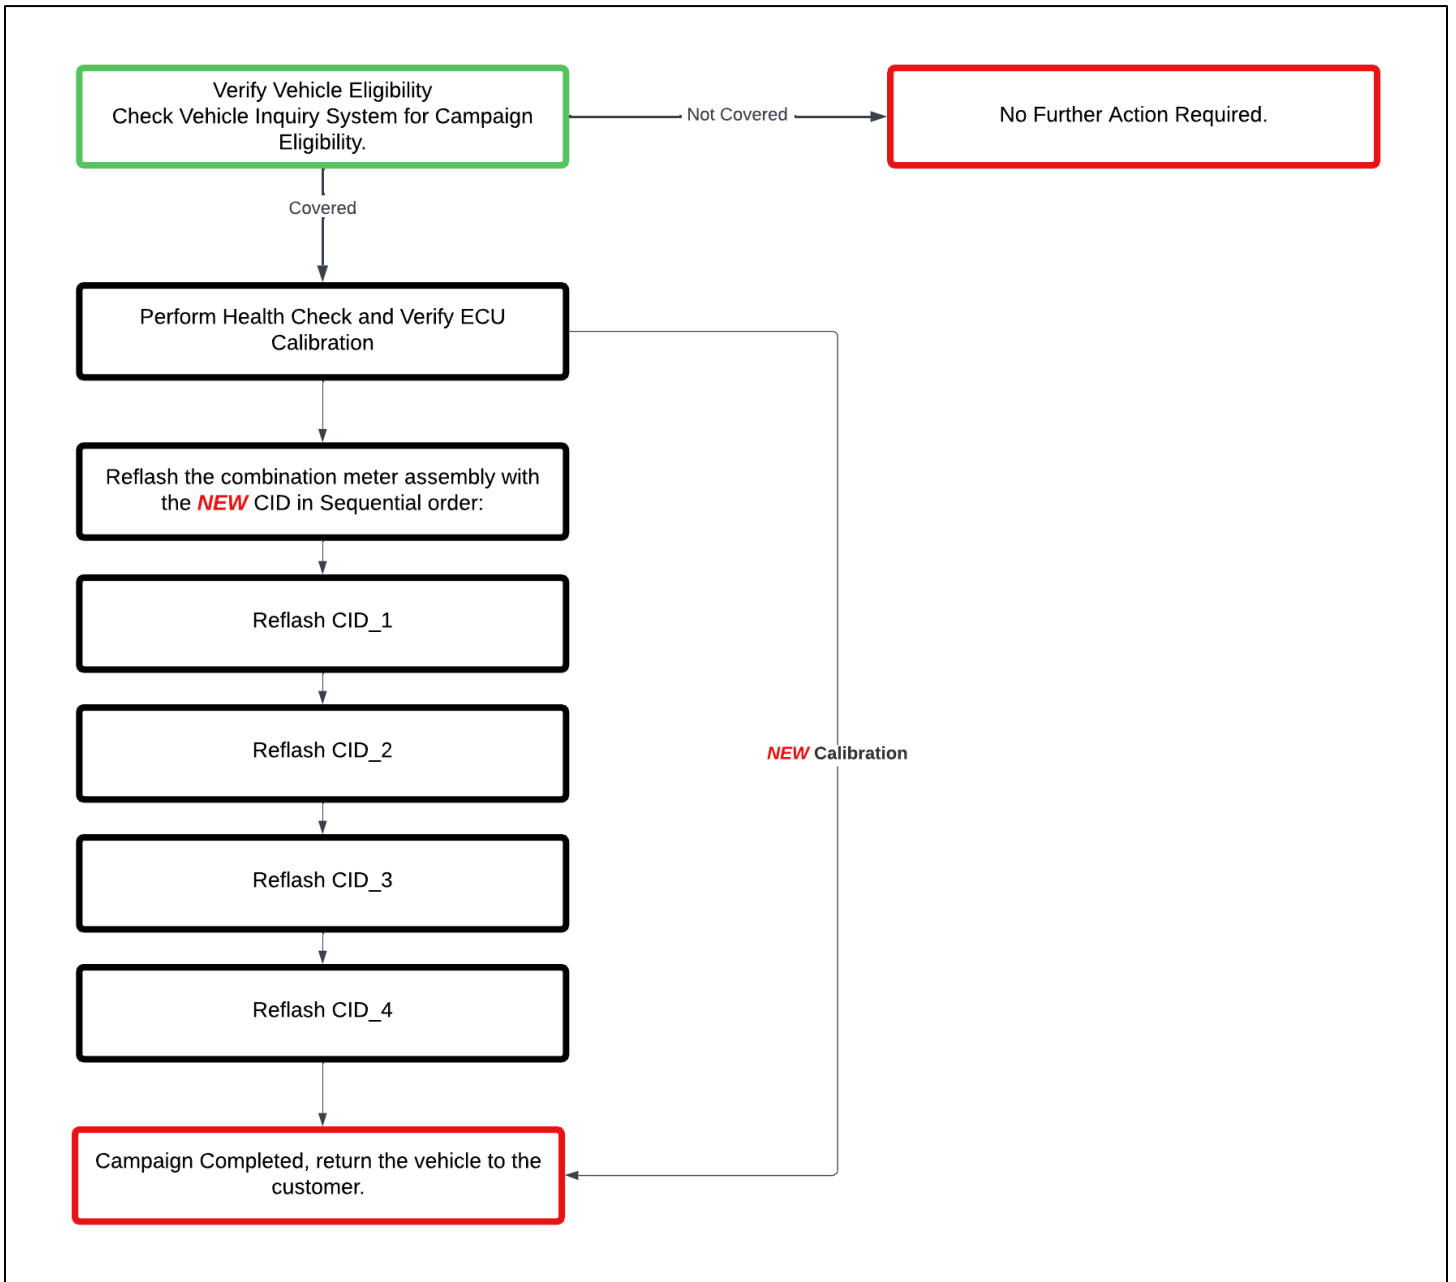 Verify Vehicle Eligibility
Check Vehicle Inquiry System for Campaign
Eligibility.
Not Covered
No Further Action Required.
Covered
Perform Health Check and Verify ECU
Calibration
Reflash the combination meter assembly with
the NEW CID in Sequential order:
Reflash CID_1
Reflash CID_2
NEW Calibration
Reflash CID_3
Reflash CID_4
Campaign Completed, return the vehicle to the
customer.